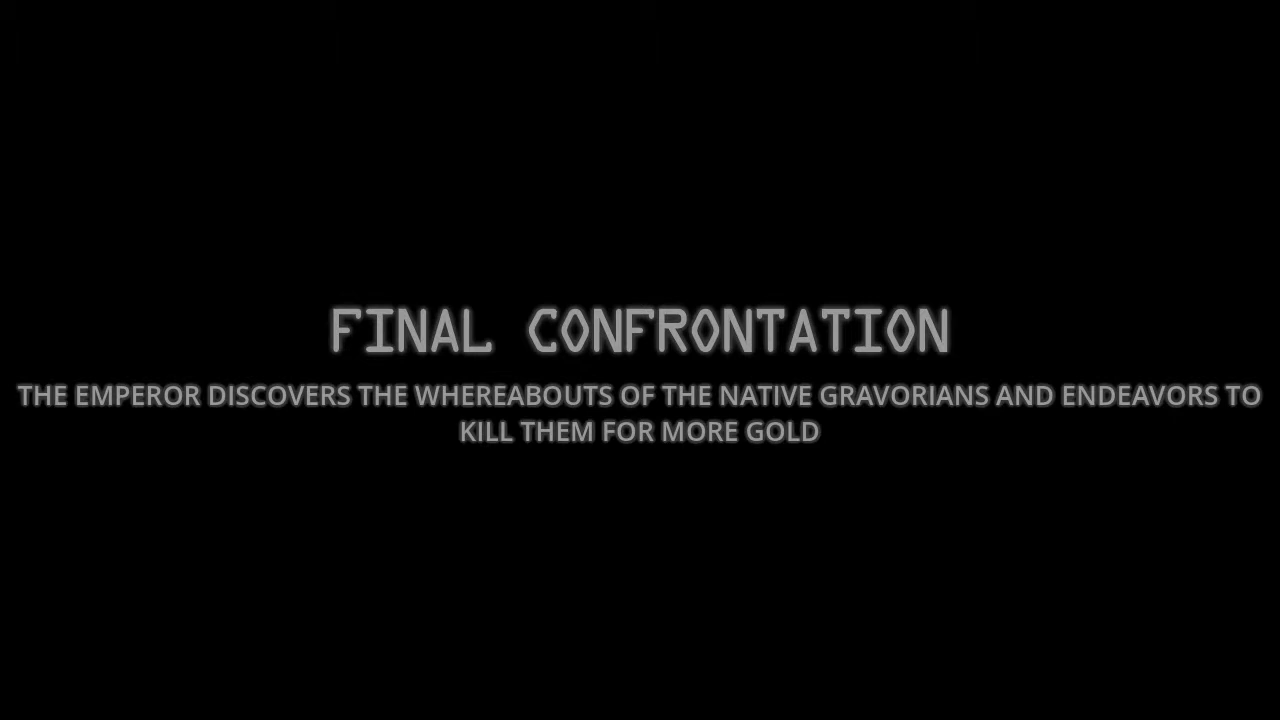 FINAL CONFRONTATION
THE EMPEROR DISCOVERS THE WHEREABOUTS OF THE NATIVE GRAVORIANS AND ENDEAVORS TO
KILL THEM FOR MORE GOLD